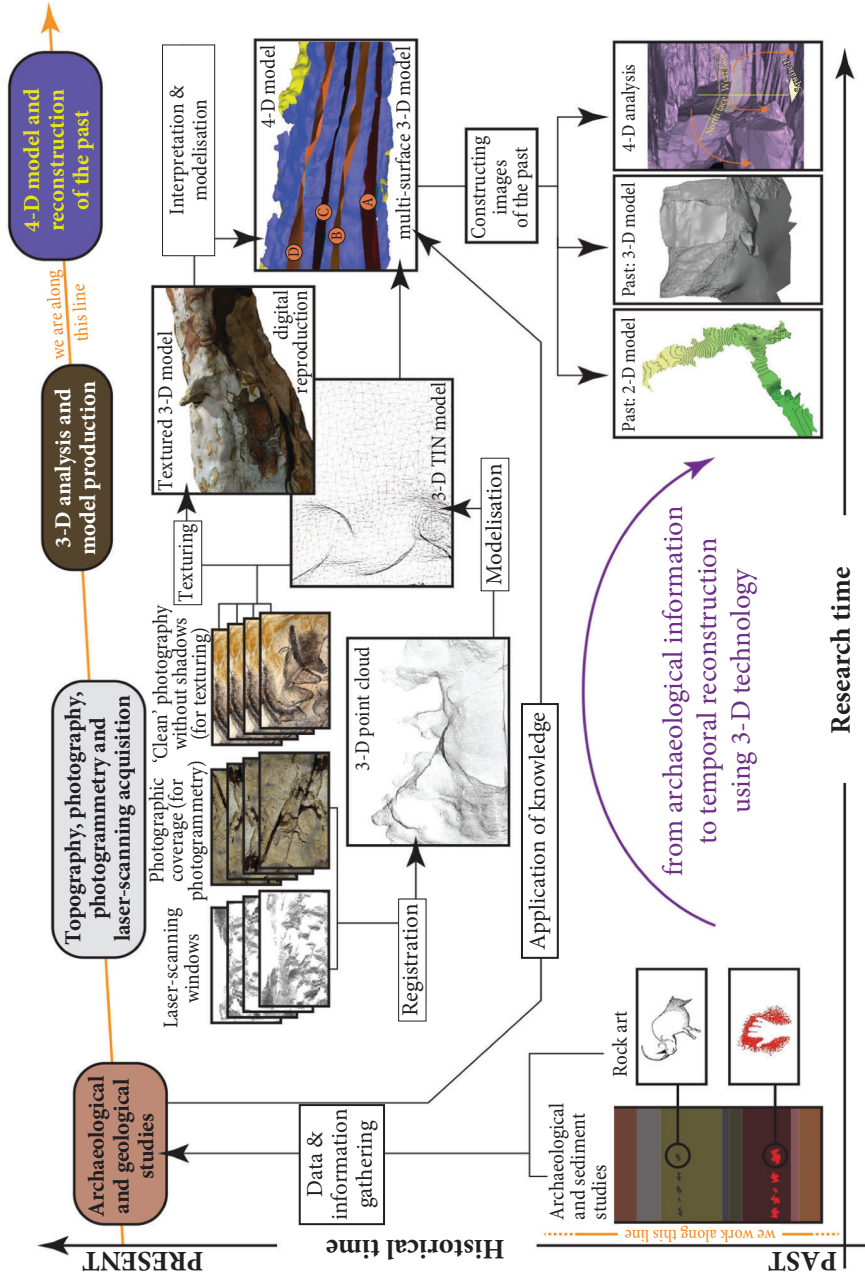 Archaeological
and geological
studies
Topography, photography,
photogrammetry and
laser-scanning acquisition
3-D analysis and
model production
we are along
this line
4-D model and
reconstruction
of the past
PRESENT
Historical time
PAST
Data &
information
gathering
Archaeological
and sediment
studies
Rock art
we work along this line
Laser-scanning
windows
Photographic
coverage (for
photogrammetry)
‘Clean’ photography
without shadows
(for texturing)
Registration
3-D point cloud
Texturing
Modelisation
3-D TIN model
Textured 3-D model
digital
reproduction
Interpretation &
modelisation
4-D model
D
C
B
A
multi-surface 3-D model
Application of knowledge
Constructing
images
of the past
Past: 2-D model
Past: 3-D model
4-D analysis
North face
West face
from archaeological information
to temporal reconstruction
using 3-D technology
Research time